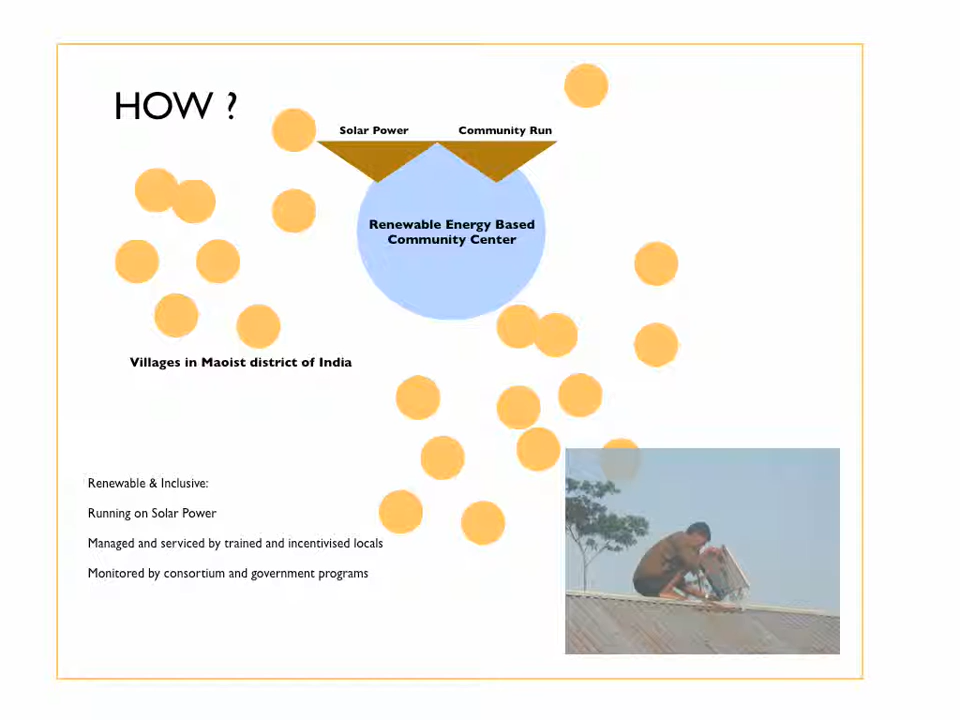 HOW ?
Solar Power
Community Run
Renewable Energy Based
Community Center
Villages in Maoist district of India
Renewable & Inclusive:
Running on Solar Power
Managed and serviced by trained and incentivised locals
Monitored by consortium and government programs